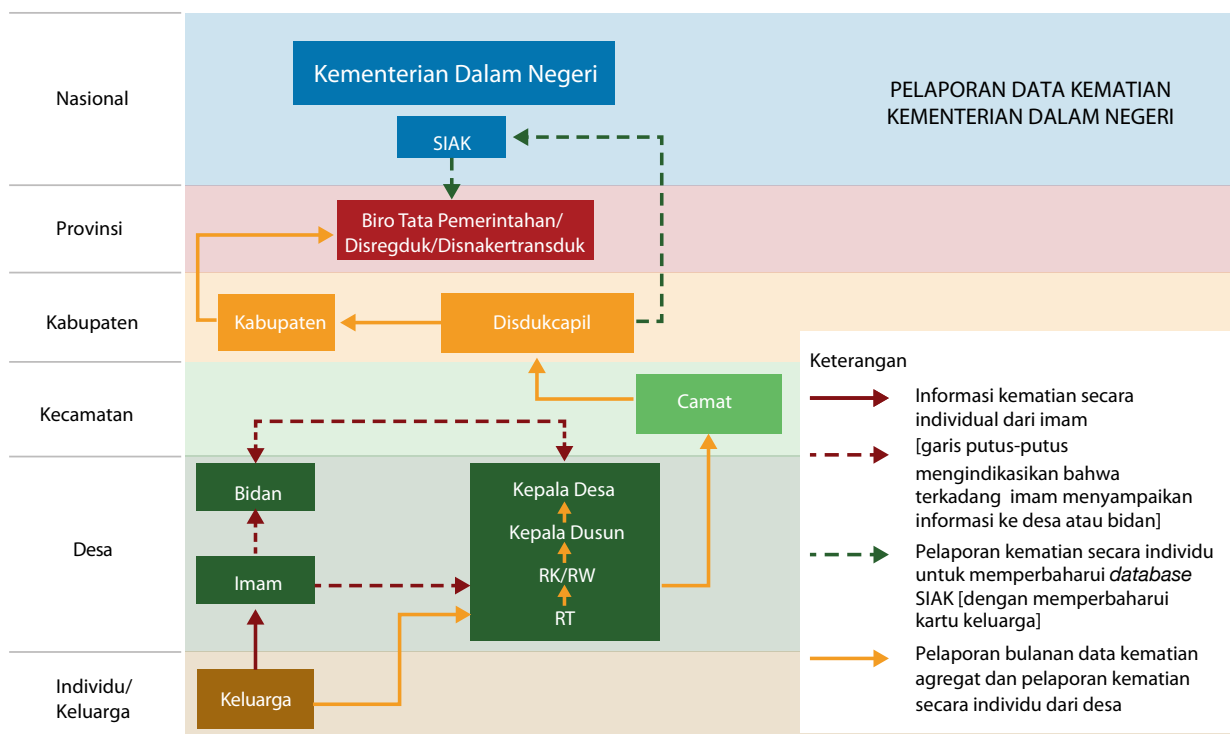 Nasional
Kementerian Dalam Negeri
PELAPORAN DATA KEMATIAN
KEMENTERIAN DALAM NEGERI
SIAK
Provinsi
Biro Tata Pemerintahan/
Disregduk/Disnakertransduk
Kabupaten
Kabupaten
Disdukcapil
Kecamatan
Camat
Desa
Bidan
Imam
Kepala Desa
Kepala Dusun
RK/RW
RT
Individu/
Keluarga
Keluarga
Keterangan
Informasi kematian secara
individual dari imam
[garis putus-putus
mengindikasikan bahwa
terkadang imam menyampaikan
informasi ke desa atau bidan]
Pelaporan kematian secara individu
untuk memperbaharui database
SIAK [dengan memperbaharui
kartu keluarga]
Pelaporan bulanan data kematian
agregat dan pelaporan kematian
secara individu dari desa